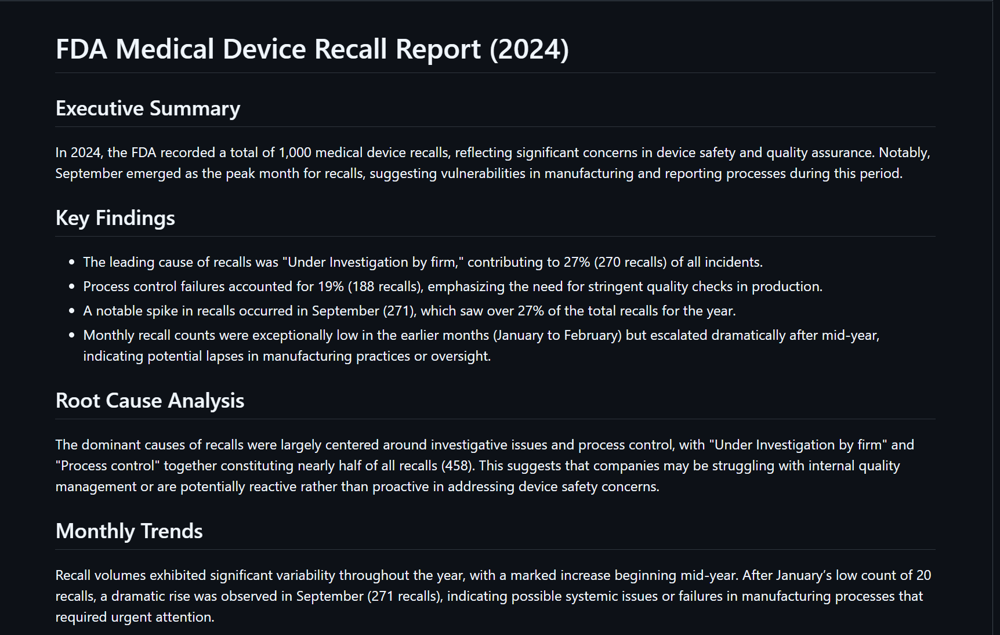 FDA Medical Device Recall Report (2024)
Executive Summary
In 2024, the FDA recorded a total of 1,000 medical device recalls, reflecting significant concerns in device safety and quality assurance. Notably,
September emerged as the peak month for recalls, suggesting vulnerabilities in manufacturing and reporting processes during this period.
Key Findings
• The leading cause of recalls was "Under Investigation by firm," contributing to 27% (270 recalls) of all incidents.
• Process control failures accounted for 19% (188 recalls), emphasizing the need for stringent quality checks in production.
• A notable spike in recalls occurred in September (271), which saw over 27% of the total recalls for the year.
• Monthly recall counts were exceptionally low in the earlier months (January to February) but escalated dramatically after mid-year,
indicating potential lapses in manufacturing practices or oversight.
Root Cause Analysis
The dominant causes of recalls were largely centered around investigative issues and process control, with "Under Investigation by firm" and
"Process control" together constituting nearly half of all recalls (458). This suggests that companies may be struggling with internal quality
management or are potentially reactive rather than proactive in addressing device safety concerns.
Monthly Trends
Recall volumes exhibited significant variability throughout the year, with a marked increase beginning mid-year. After January’s low count of 20
recalls, a dramatic rise was observed in September (271 recalls), indicating possible systemic issues or failures in manufacturing processes that
required urgent attention.